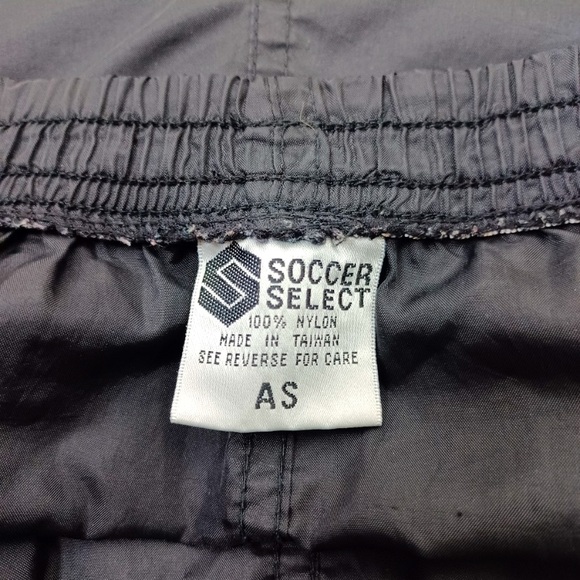 SOCCER
SELECT
100% NYLON
MADE IN TAIWAN
SEE REVERSE FOR CARE
AS